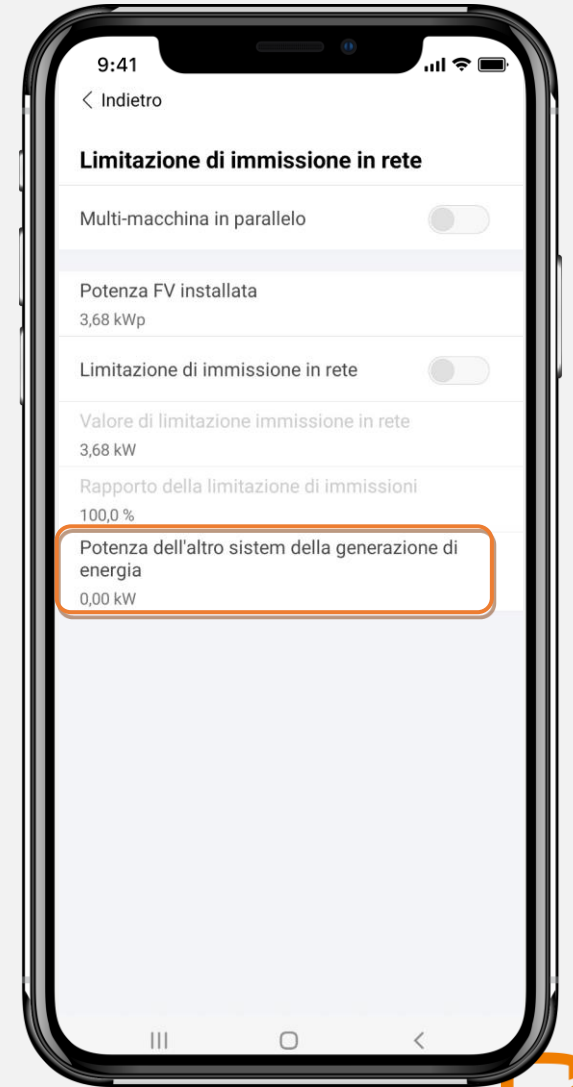 9:41
Indietro
Limitazione di immissione in rete
Multi-macchina in parallelo
Potenza FV installata
3,68 kWp
Limitazione di immissione in rete
Valore di limitazione immissione in rete
3,68 kW
Rapporto della limitazione di immissioni
100,0 %
Potenza dell'altro sistem della generazione di
energia
0,00 kW